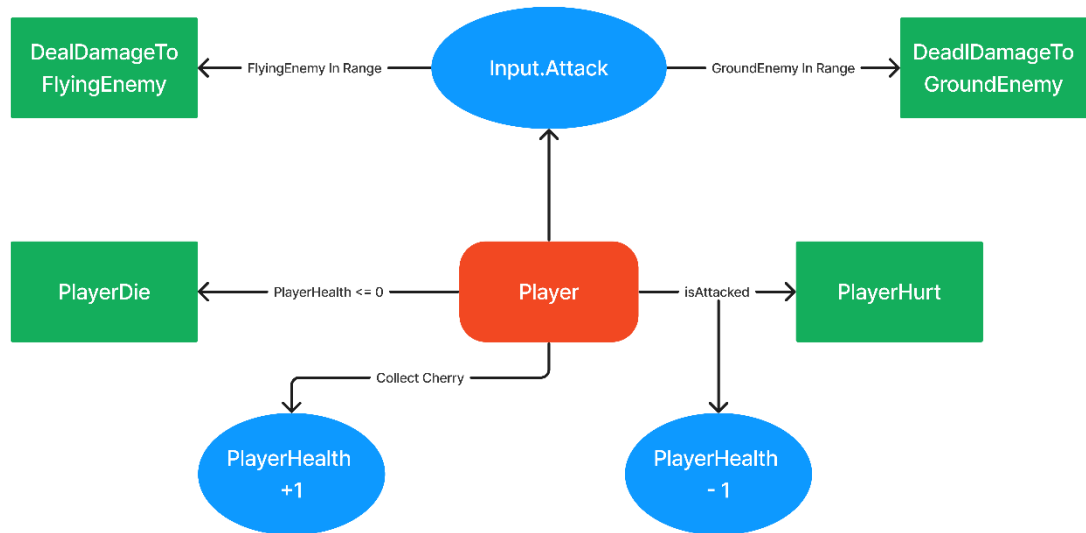 DealDamageTo
FlyingEnemy
FlyingEnemy In Range
Input.Attack
GroundEnemy In Range
DeadlDamageTo
GroundEnemy
PlayerDie
PlayerHealth <= 0
Player
isAttacked
PlayerHurt
Collect Cherry
PlayerHealth
+1
PlayerHealth
- 1